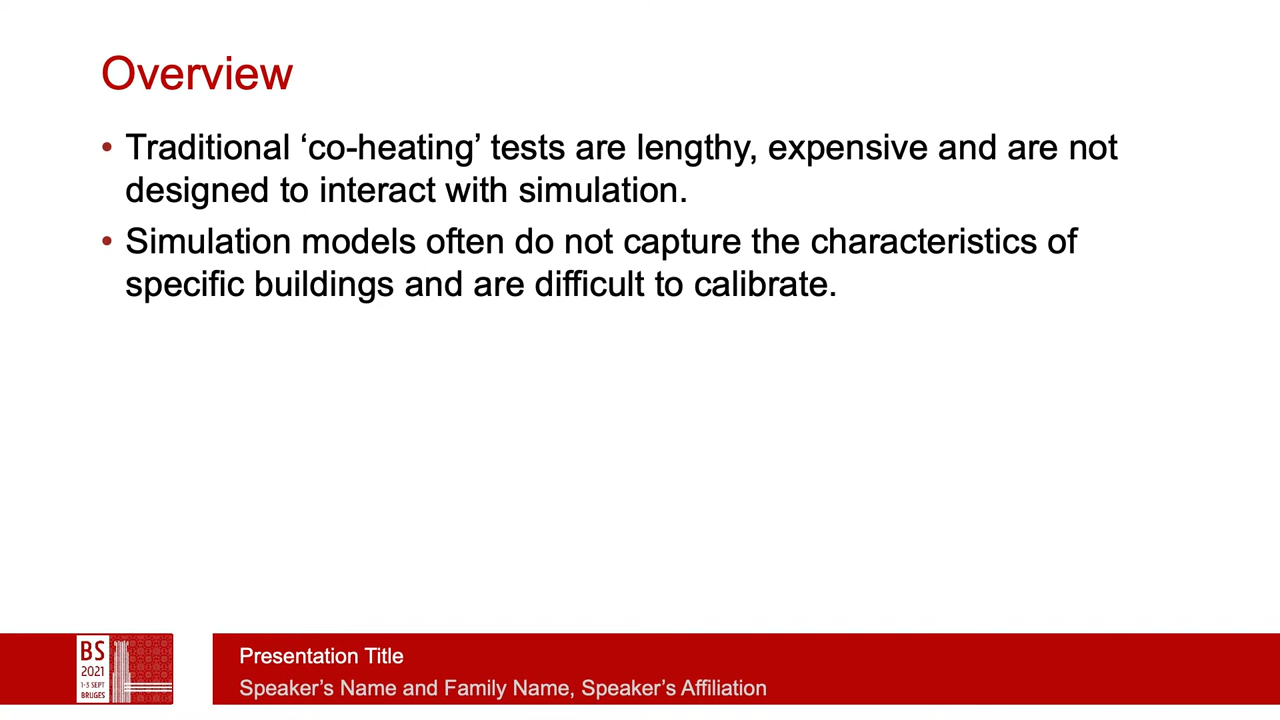 Overview
• Traditional ‘co-heating’ tests are lengthy, expensive and are not
designed to interact with simulation.
• Simulation models often do not capture the characteristics of
specific buildings and are difficult to calibrate.
BS
2021
1-3 SEPT
BRUGES
Presentation Title
Speaker’s Name and Family Name, Speaker’s Affiliation